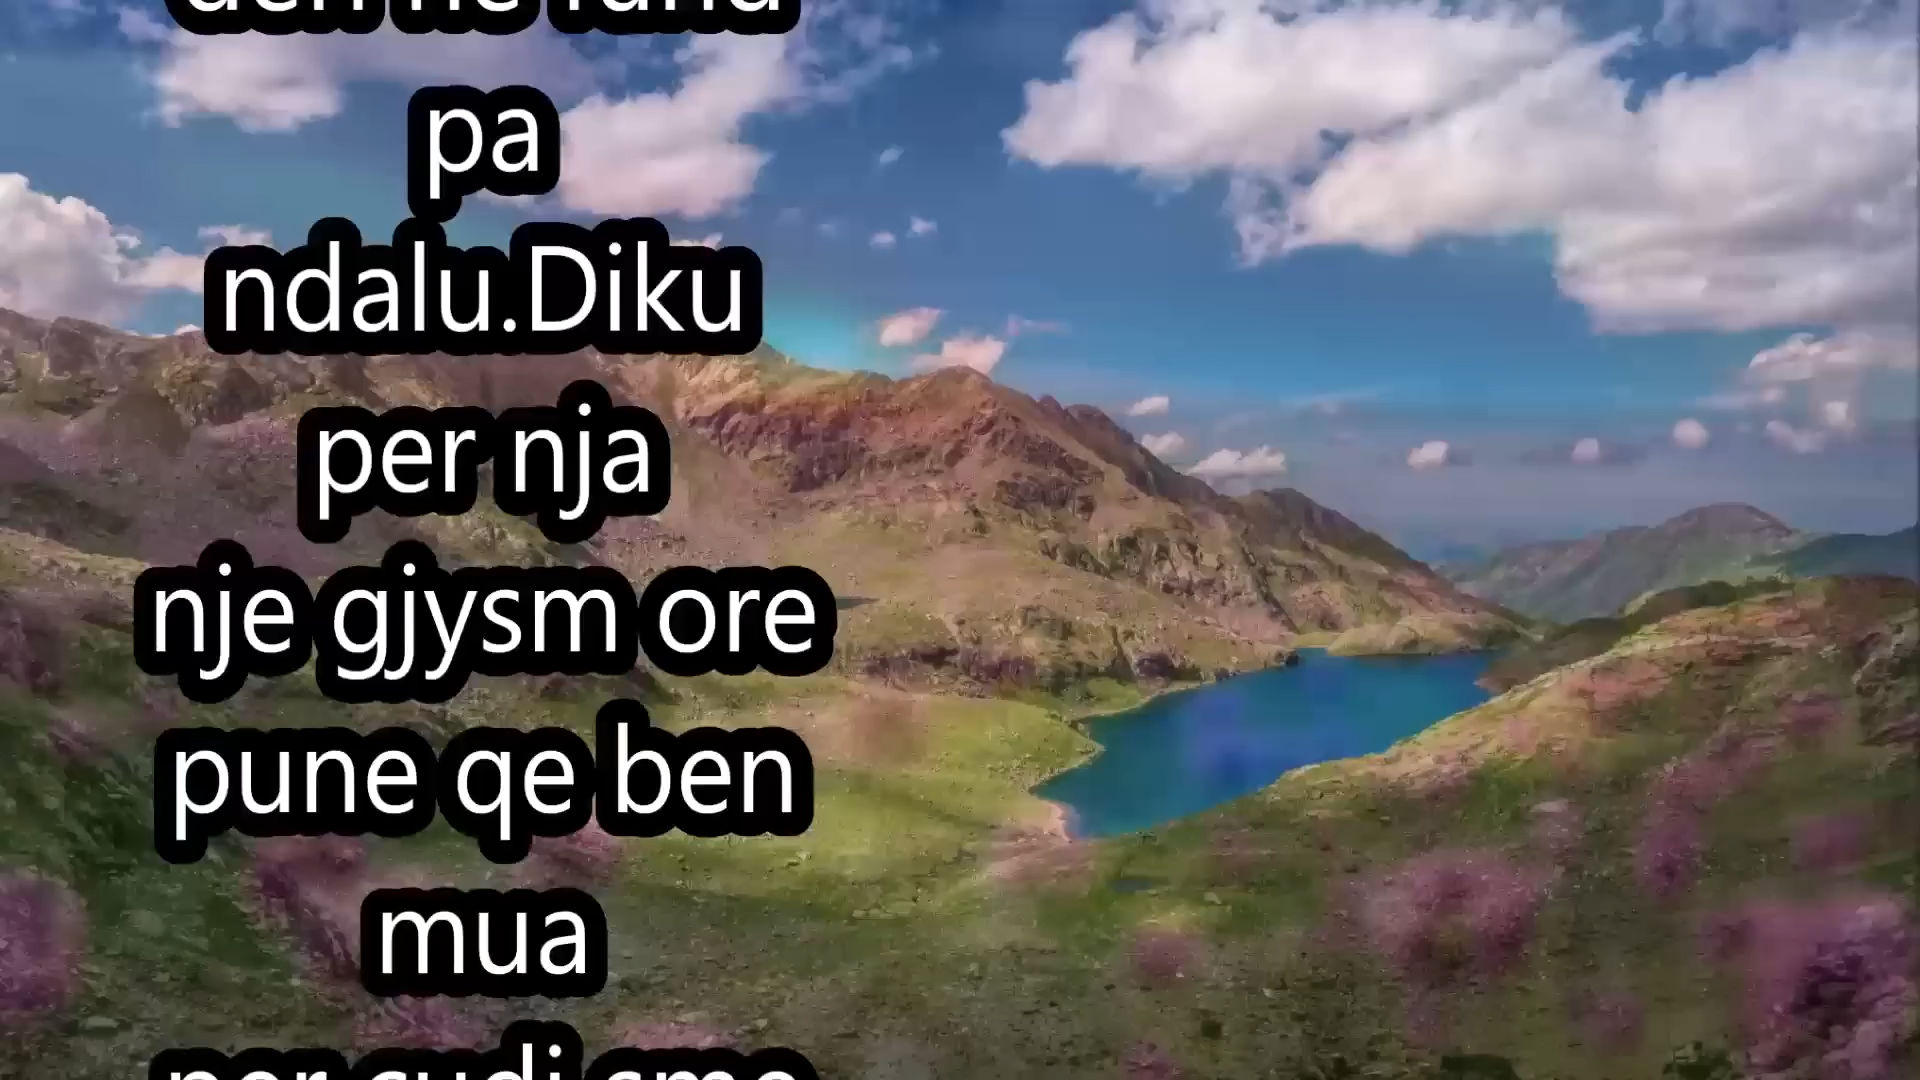 pa
ndalu.Diku
per nja
nje gjysm ore
pune qe ben
mua